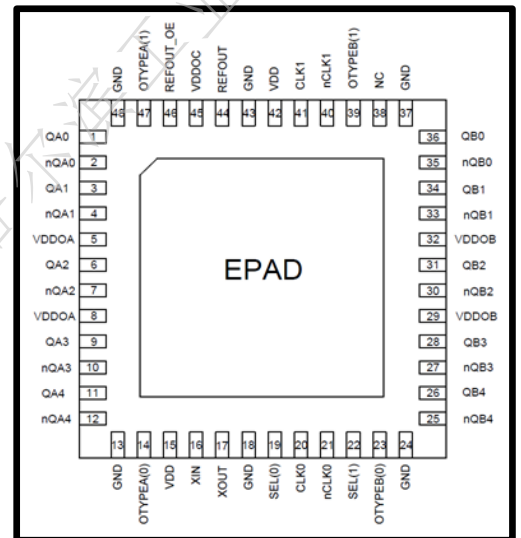 GND OTYPEA(1) REFOUT_OE VDDOC REFOUT GND VDD CLK1 nCLK1 OTYPEB(1) NC GND
48 47 46 45 44 43 42 41 40 39 38 37
QA0 1 36 QB0
nQA0 2 35 nQB0
QA1 3 34 QB1
nQA1 4 33 nQB1
VDDOA 5 32 VDDOB
QA2 6 31 QB2
nQA2 7 30 nQB2
VDDOA 8 29 VDDOB
QA3 9 28 QB3
nQA3 10 27 nQB3
QA4 11 26 QB4
nQA4 12 25 nQB4
EPAD
13 14 15 16 17 18 19 20 21 22 23 24
GND OTYPEA(0) VDD XIN XOUT GND SEL(0) CLK0 nCLK0 SEL(1) OTYPEB(0) GND